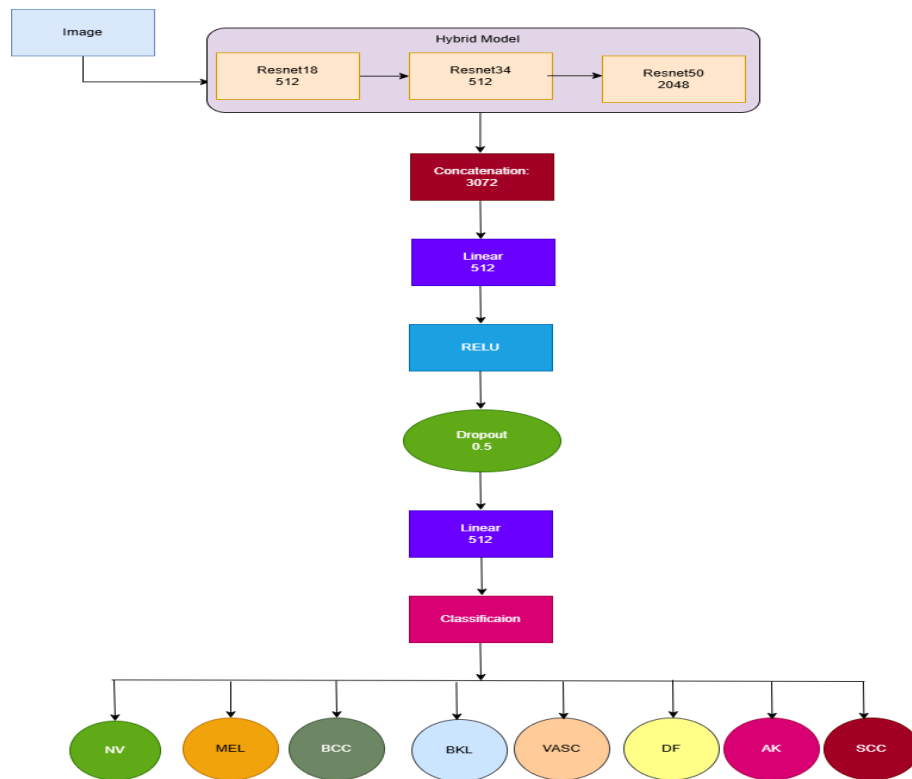 Image
Hybrid Model
Resnet18
512
Resnet34
512
Resnet50
2048
Concatenation:
3072
Linear
512
RELU
Dropout
0.5
Linear
512
Classificaion
NV
MEL
BCC
BKL
VASC
DF
AK
SCC